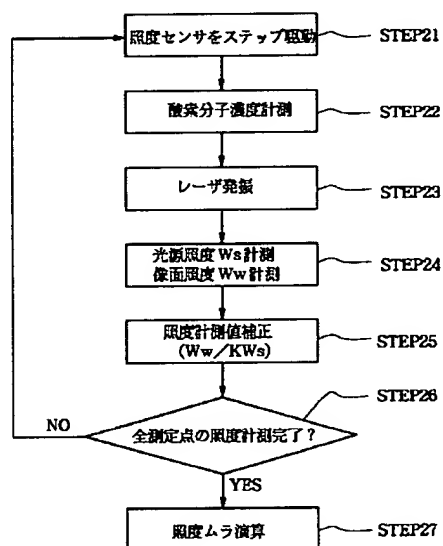 照度センサをステップ駆動
STEP21
酸素分子濃度計測
STEP22
レーザ発振
STEP23
光源照度Ws計測
像面照度Ww計測
STEP24
照度計測値補正
(Ww/KWs)
STEP25
STEP26
全測定点の照度計測完了?
NO
YES
照度ムラ演算
STEP27